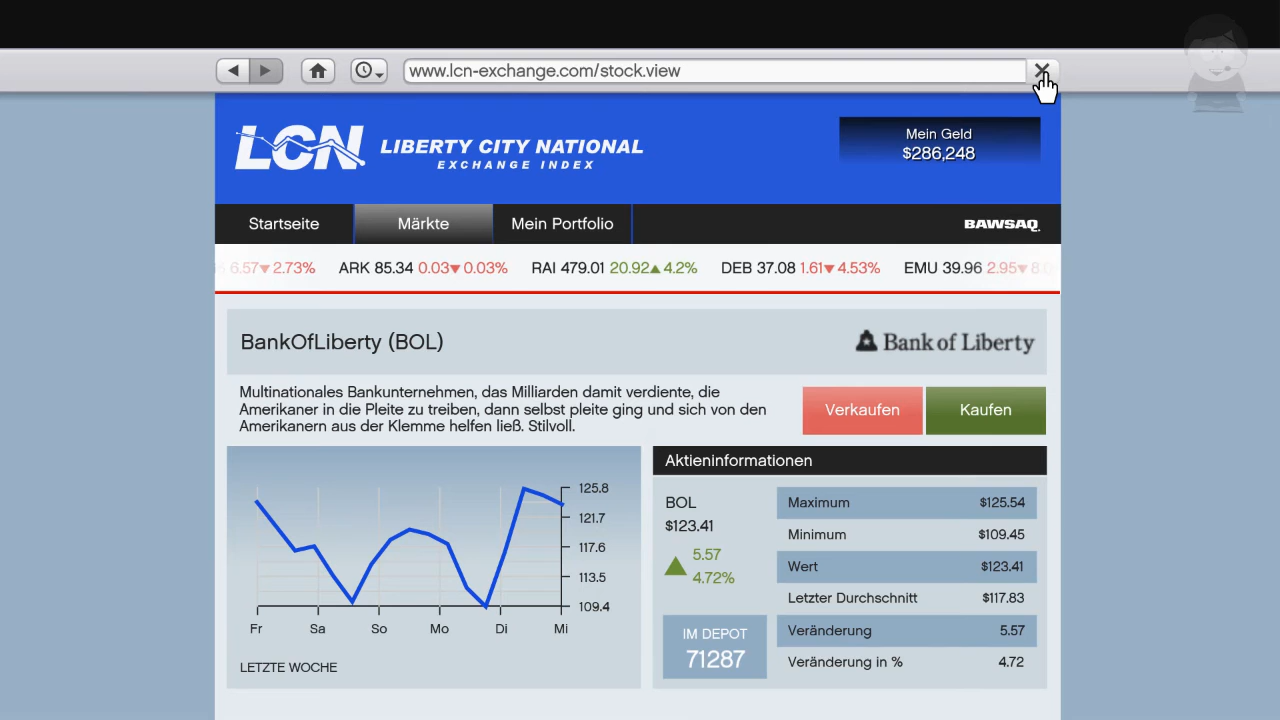 www.lcn-exchange.com/stock.view
LCN LIBERTY CITY NATIONAL
EXCHANGE INDEX
Mein Geld
$286,248
Startseite Märkte Mein Portfolio BAWSAQ
6.57▼2.73% ARK 85.34 0.03▼0.03% RAI 479.01 20.92▲4.2% DEB 37.08 1.61▼4.53% EMU 39.96 2.95▼
BankOfLiberty (BOL) Bank of Liberty
Multinationales Bankunternehmen, das Milliarden damit verdiente, die
Amerikaner in die Pleite zu treiben, dann selbst pleite ging und sich von den
Amerikanern aus der Klemme helfen ließ. Stilvoll.
Verkaufen Kaufen
125.8
121.7
117.6
113.5
109.4
Fr Sa So Mo Di Mi
LETZTE WOCHE
Aktieninformationen
BOL
$123.41
▲ 5.57
4.72%
IM DEPOT
71287
Maximum $125.54
Minimum $109.45
Wert $123.41
Letzter Durchschnitt $117.83
Veränderung 5.57
Veränderung in % 4.72